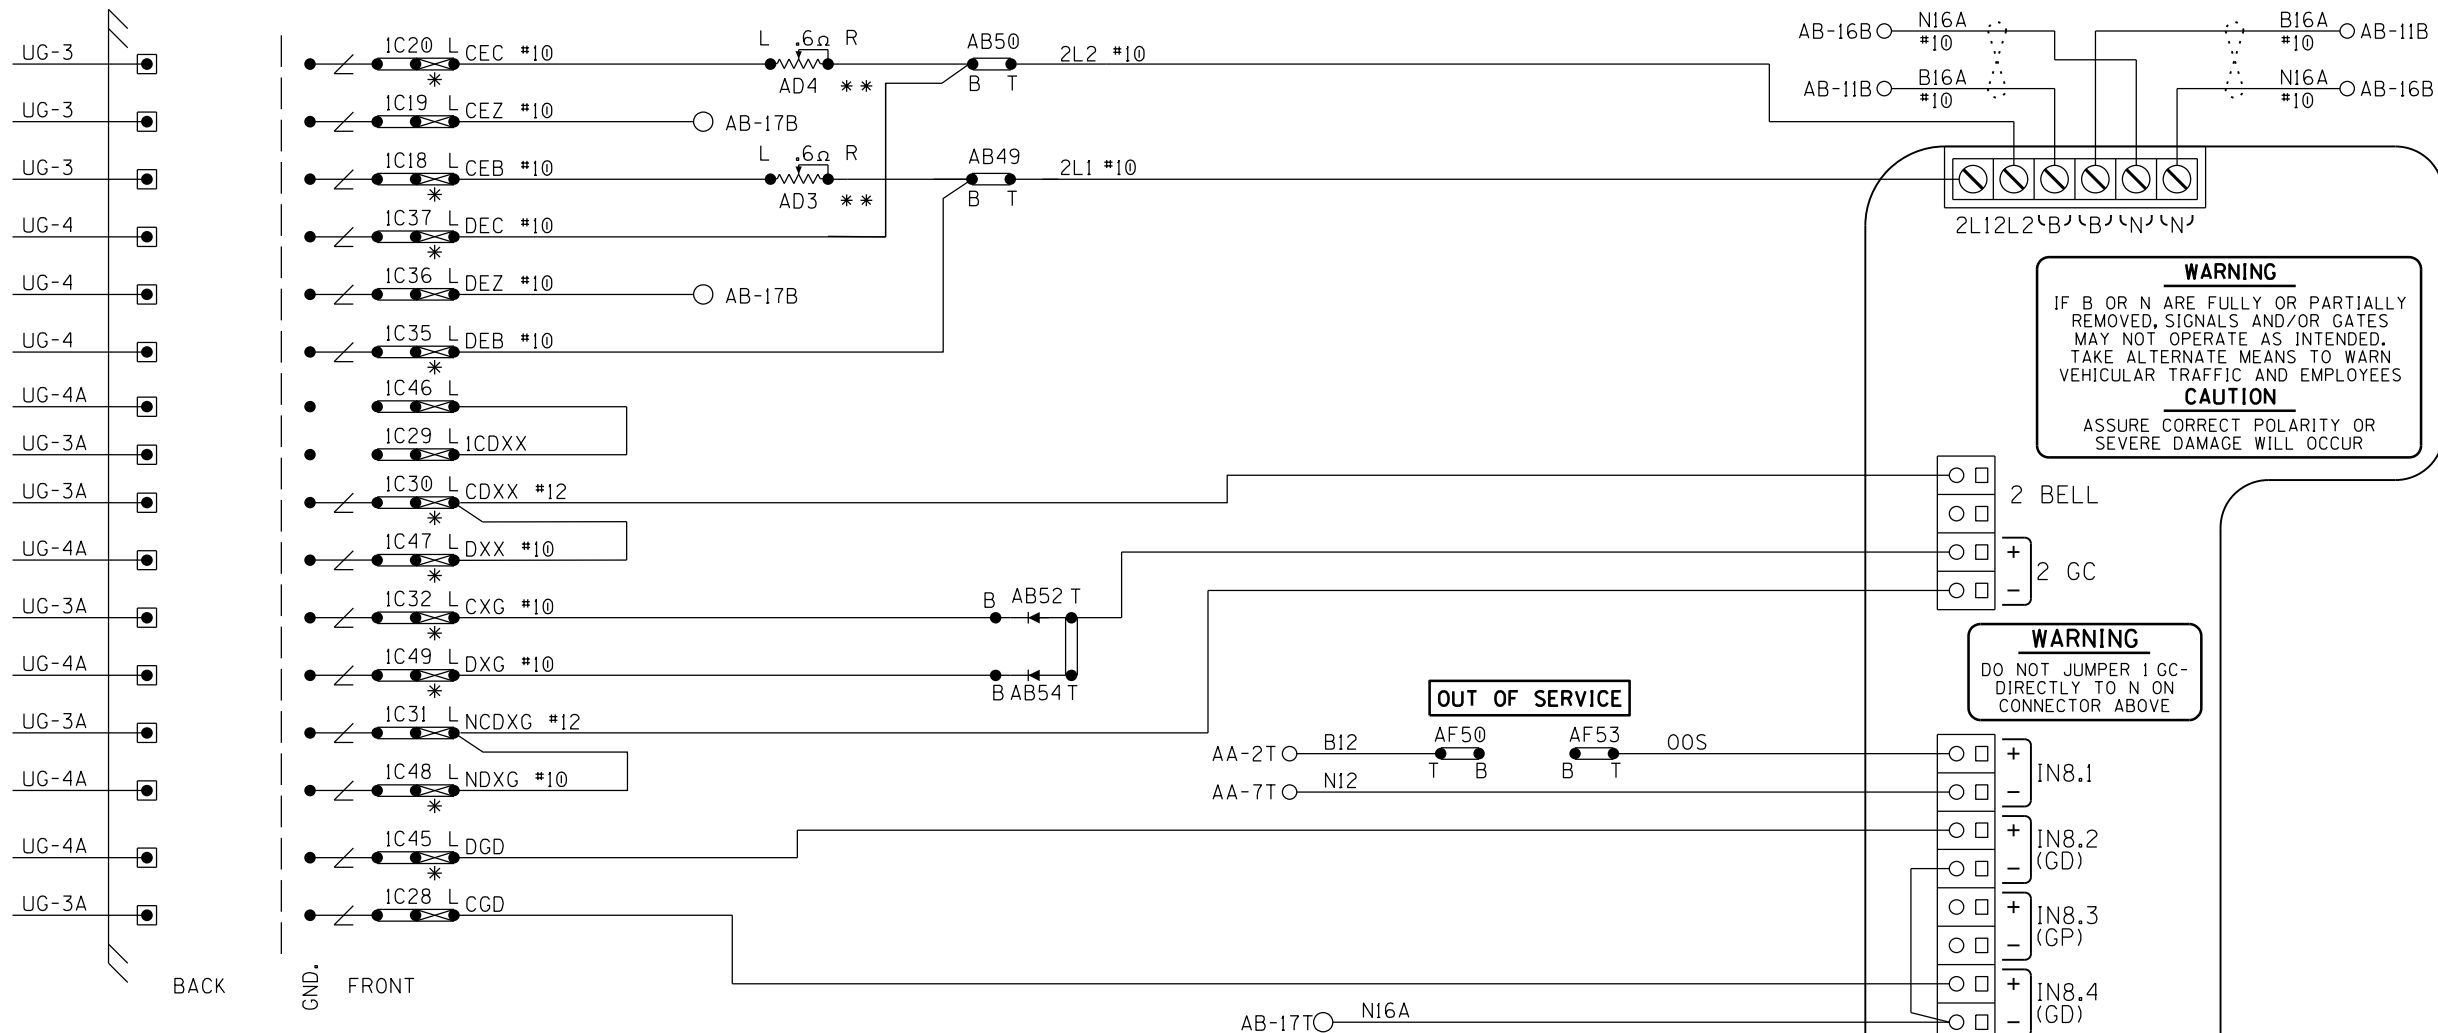 UG-3 1C20 L CEC #10 L .6Ω R AD4 ** AB50 B T 2L2 #10
*
AB-16B N16A #10
B16A #10 AB-11B
AB-11B B16A #10
N16A #10 AB-16B
UG-3 1C19 L CEZ #10 AB-17B
UG-3 1C18 L CEB #10 L .6Ω R AD3 ** AB49 B T 2L1 #10
*
UG-4 1C37 L DEC #10
*
2L1 2L2 B B N N
UG-4 1C36 L DEZ #10 AB-17B
UG-4 1C35 L DEB #10
*
WARNING
IF B OR N ARE FULLY OR PARTIALLY
REMOVED, SIGNALS AND/OR GATES
MAY NOT OPERATE AS INTENDED.
TAKE ALTERNATE MEANS TO WARN
VEHICULAR TRAFFIC AND EMPLOYEES
CAUTION
ASSURE CORRECT POLARITY OR
SEVERE DAMAGE WILL OCCUR
UG-4A 1C46 L
UG-3A 1C29 L 1CDXX
UG-3A 1C30 L CDXX #12
*
2 BELL
UG-4A 1C47 L DXX #10
*
+
2 GC
-
UG-3A 1C32 L CXG #10 B AB52 T
*
UG-4A 1C49 L DXG #10 B AB54 T
*
WARNING
DO NOT JUMPER 1 GC-
DIRECTLY TO N ON
CONNECTOR ABOVE
OUT OF SERVICE
UG-3A 1C31 L NCDXG #12
AA-2T B12 AF50 T B AF53 B T OOS +
IN8.1
UG-4A 1C48 L NDXG #10
*
AA-7T N12 -
UG-4A 1C45 L DGD
*
+
IN8.2
(GD)
-
UG-3A 1C28 L CGD
+
IN8.3
(GP)
-
+
IN8.4
(GD)
-
BACK GND. FRONT
AB-17T N16A